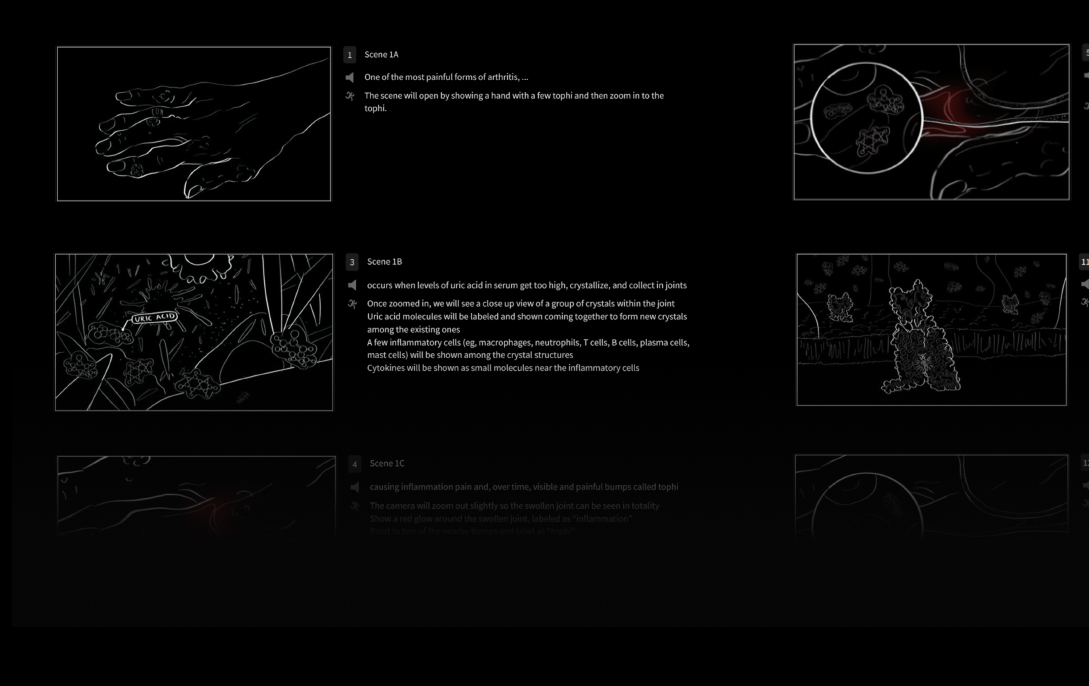 1 Scene 1A
One of the most painful forms of arthritis, ...
The scene will open by showing a hand with a few tophi and then zoom in to the
tophi.
3 Scene 1B
URIC ACID
occurs when levels of uric acid in serum get too high, crystallize, and collect in joints
Once zoomed in, we will see a close up view of a group of crystals within the joint
Uric acid molecules will be labeled and shown coming together to form new crystals
among the existing ones
A few inflammatory cells (eg, macrophages, neutrophils, T cells, B cells, plasma cells,
mast cells) will be shown among the crystal structures
Cytokines will be shown as small molecules near the inflammatory cells
4 Scene 1C
causing inflammation pain and, over time, visible and painful bumps called tophi
The camera will zoom out slightly so the swollen joint can be seen in totality
Show a red glow around the swollen joint, labeled as "inflammation"
11